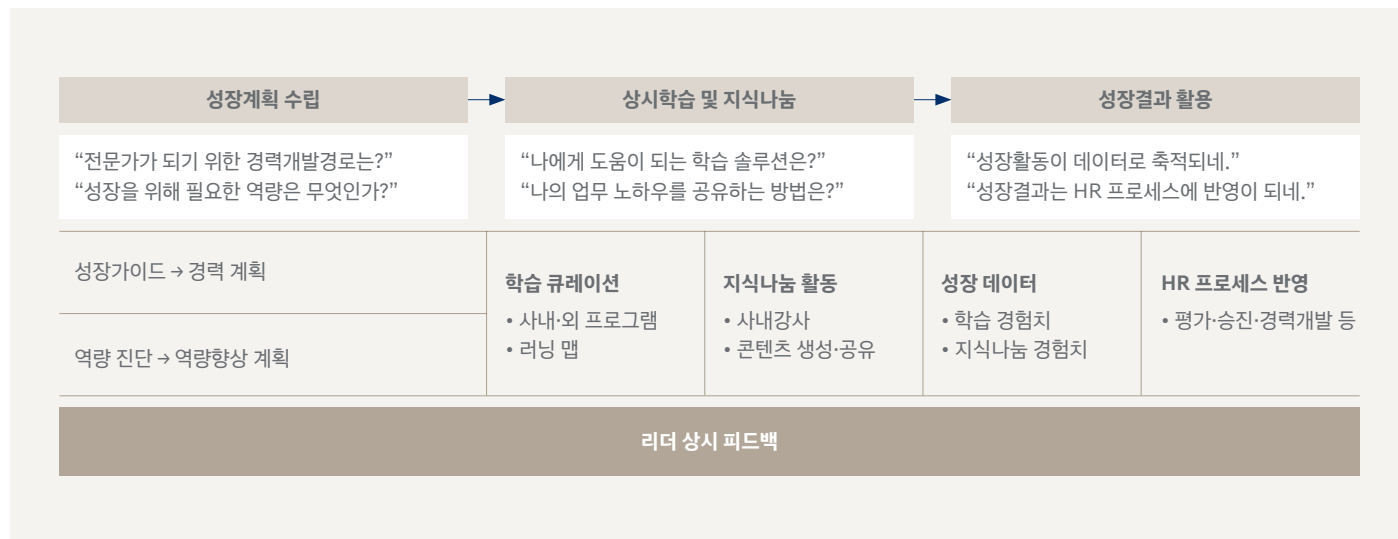 성장계획 수립
상시학습 및 지식나눔
성장결과 활용
“전문가가 되기 위한 경력개발경로는?”
“성장을 위해 필요한 역량은 무엇인가?”
“나에게 도움이 되는 학습 솔루션은?”
“나의 업무 노하우를 공유하는 방법은?”
“성장활동이 데이터로 축적되네.”
“성장결과는 HR 프로세스에 반영이 되네.”
성장가이드 → 경력 계획
역량 진단 → 역량향상 계획
학습 큐레이션
• 사내·외 프로그램
• 러닝 맵
지식나눔 활동
• 사내강사
• 콘텐츠 생성·공유
성장 데이터
• 학습 경험치
• 지식나눔 경험치
HR 프로세스 반영
• 평가·승진·경력개발 등
리더 상시 피드백